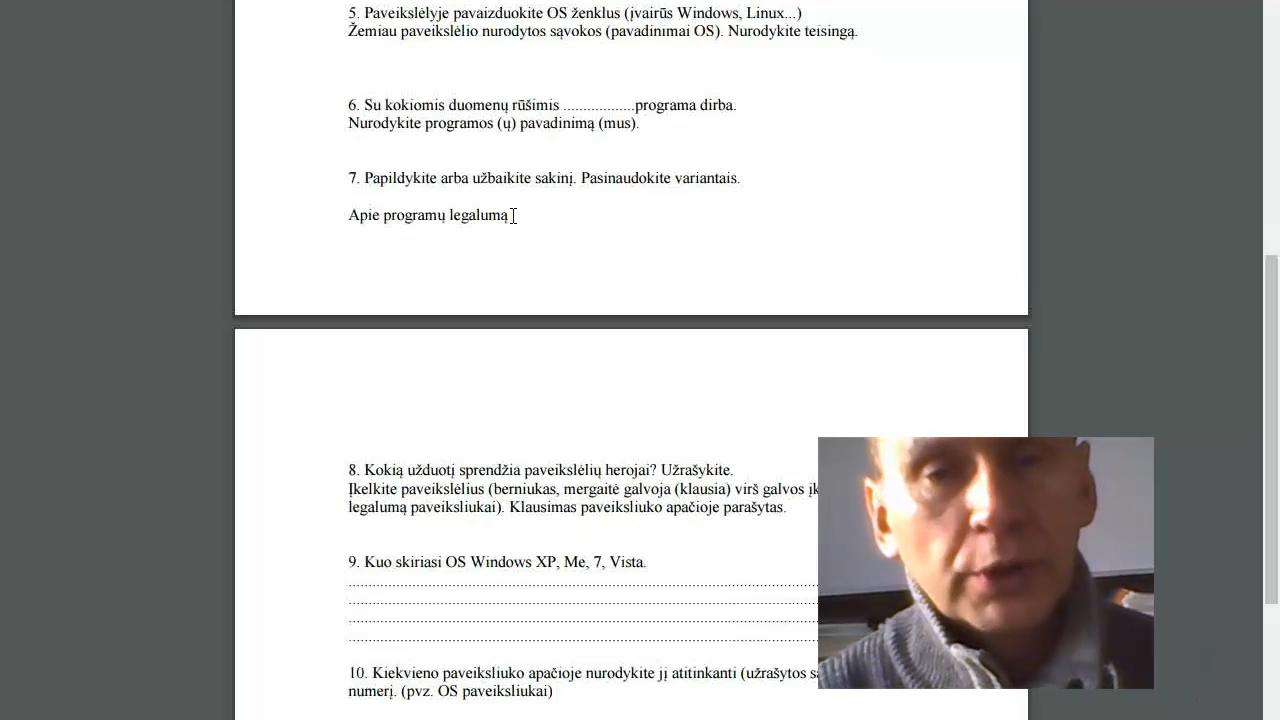 5. Paveikslėlyje pavaizduokite OS ženklus (įvairūs Windows, Linux...)
Žemiau paveikslėlio nurodytos sąvokos (pavadinimai OS). Nurodykite teisingą.
6. Su kokiomis duomenų rūšimis ..................programa dirba.
Nurodykite programos (ų) pavadinimą (mus).
7. Papildykite arba užbaikite sakinį. Pasinaudokite variantais.
Apie programų legalumą
8. Kokią užduotį sprendžia paveikslėlių herojai? Užrašykite.
Įkelkite paveikslėlius (berniukas, mergaitė galvoja (klausia) virš galvos
legalumą paveiksliukai). Klausimas paveiksliuko apačioje parašytas.
9. Kuo skiriasi OS Windows XP, Me, 7, Vista.
10. Kiekvieno paveiksliuko apačioje nurodykite jį atitinkanti (užrašytos
numerį. (pvz. OS paveiksliukai)